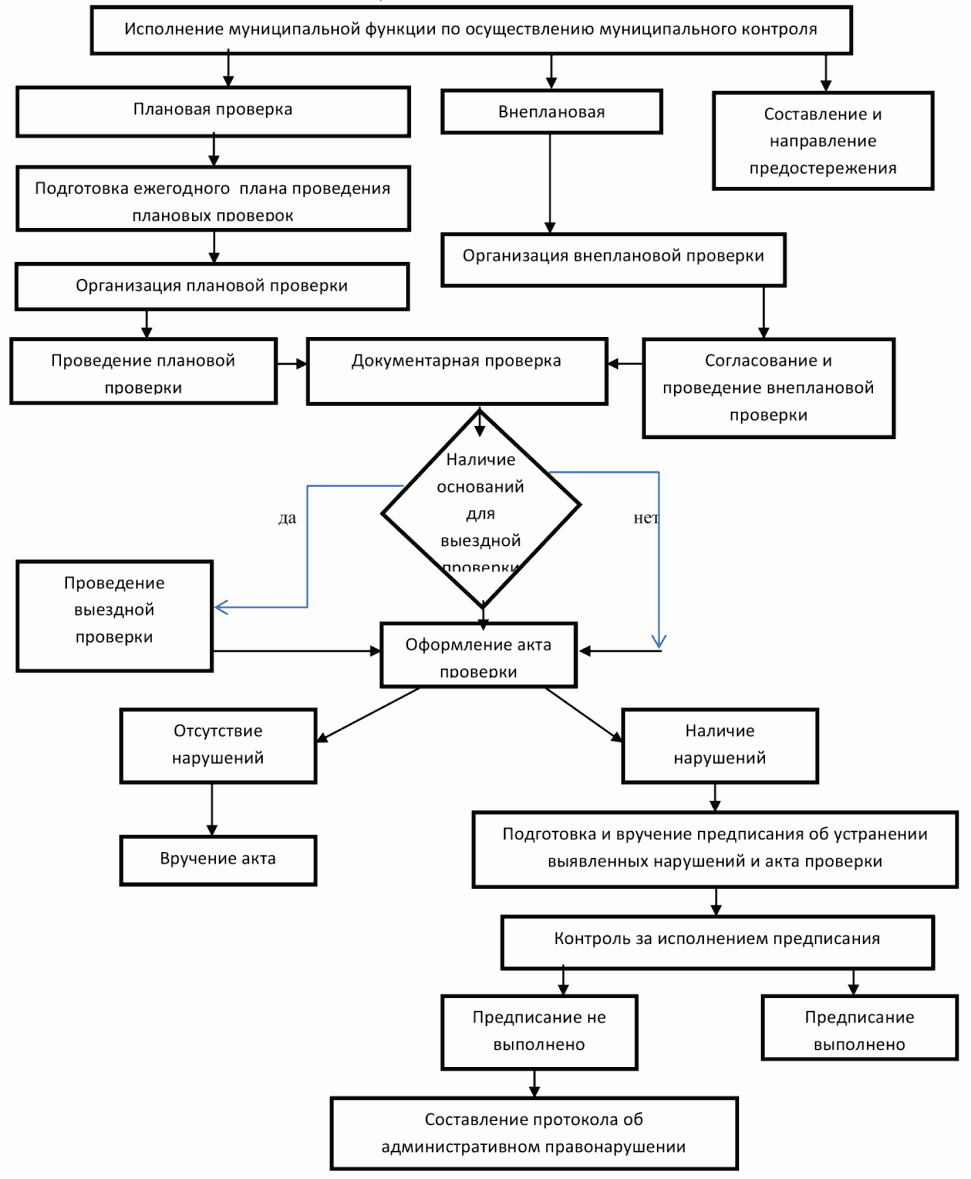 Исполнение муниципальной функции по осуществлению муниципального контроля
Плановая проверка
Внеплановая
Составление и
направление
предостережения
Подготовка ежегодного плана проведения
плановых проверок
Организация внеплановой проверки
Организация плановой проверки
Проведение плановой
проверки
Документарная проверка
Согласование и
проведение внеплановой
проверки
Наличие
оснований
для
выездной
проверки
да
нет
Проведение
выездной
проверки
Оформление акта
проверки
Отсутствие
нарушений
Наличие
нарушений
Подготовка и вручение предписания об устранении
выявленных нарушений и акта проверки
Вручение акта
Контроль за исполнением предписания
Предписание не
выполнено
Предписание
выполнено
Составление протокола об
административном правонарушении